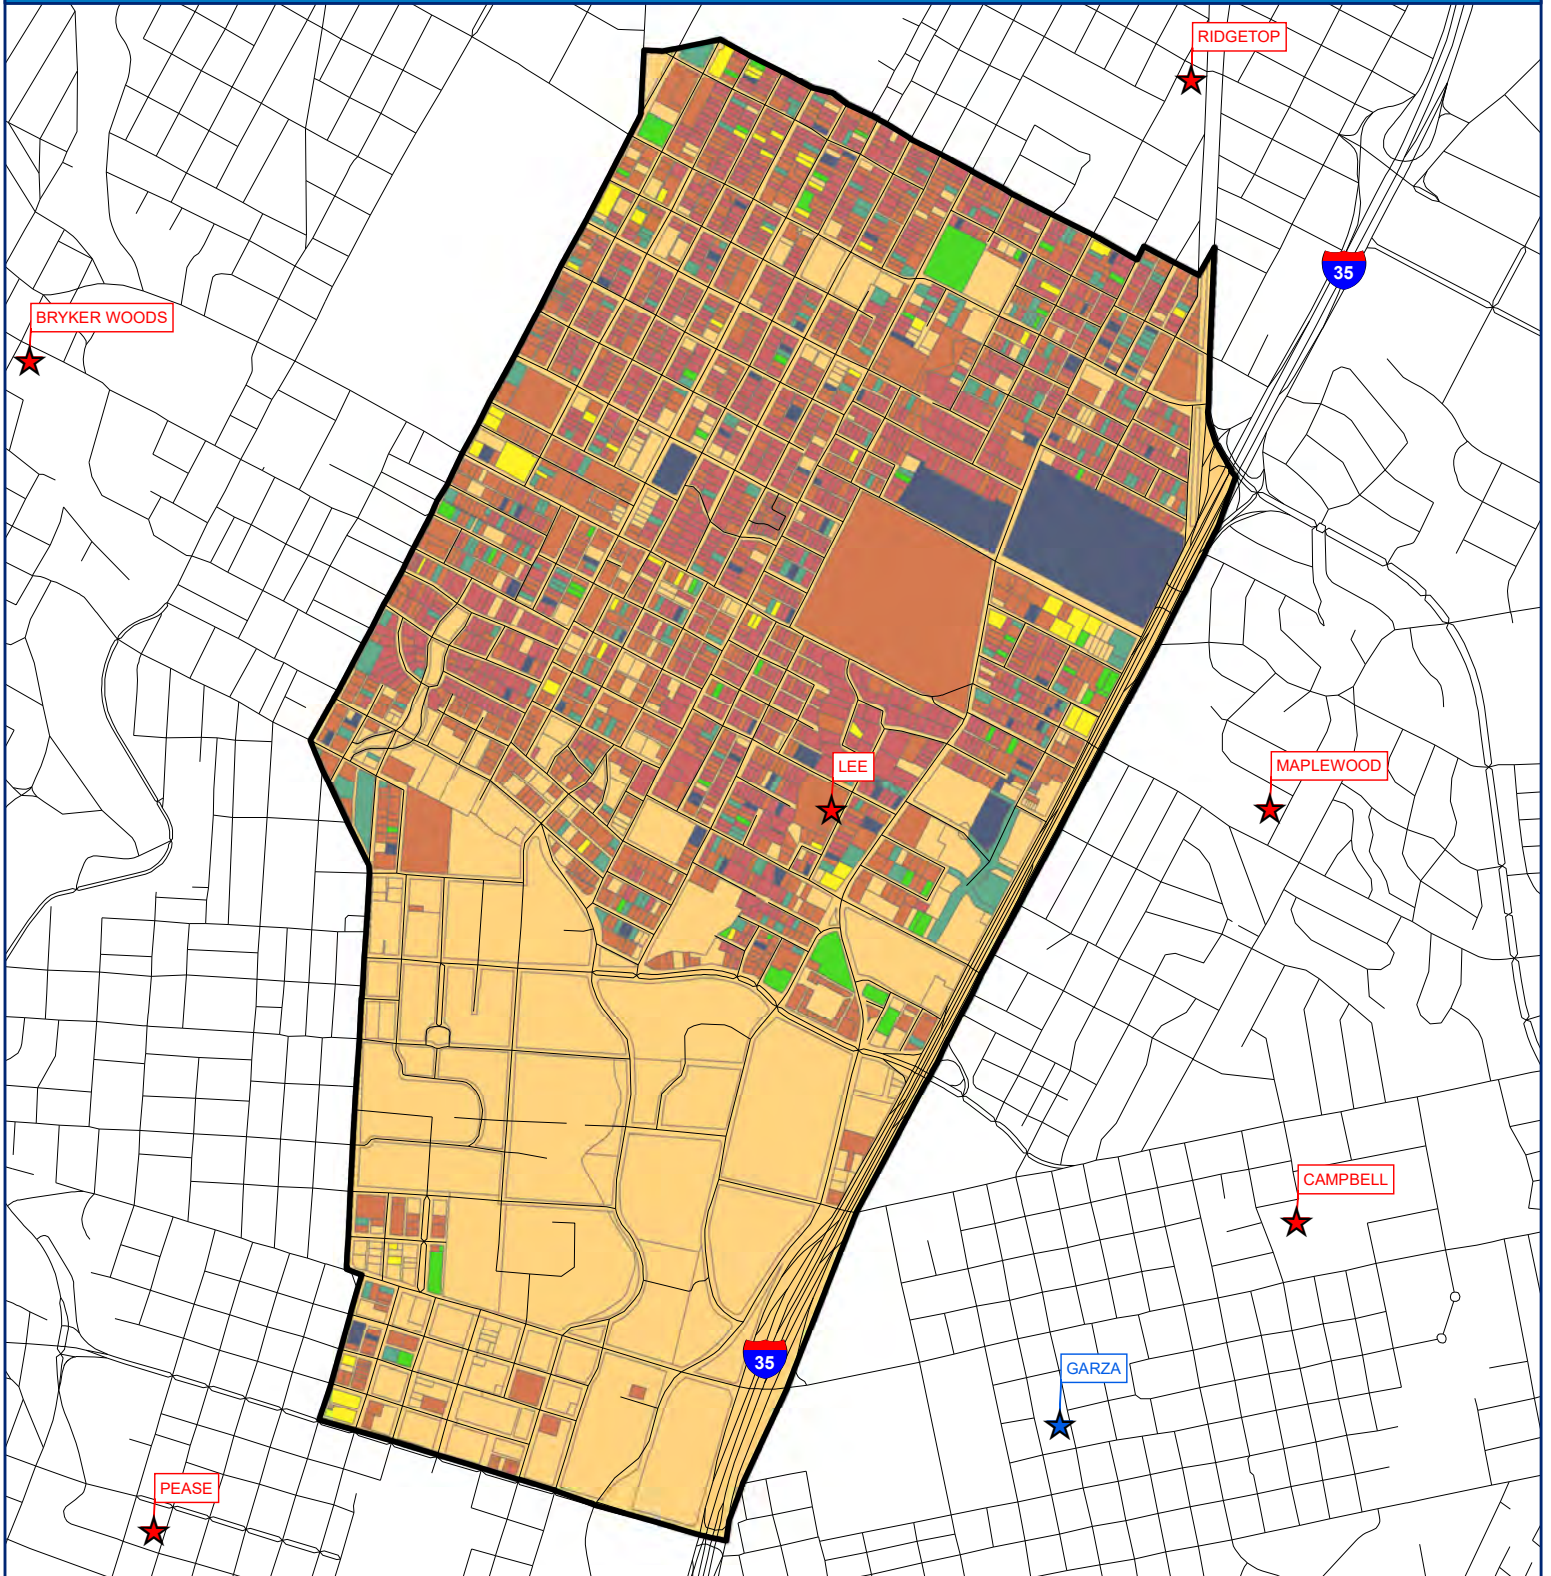 RIDGETOP
35
BRYKER WOODS
LEE
MAPLEWOOD
CAMPBELL
35
GARZA
PEASE